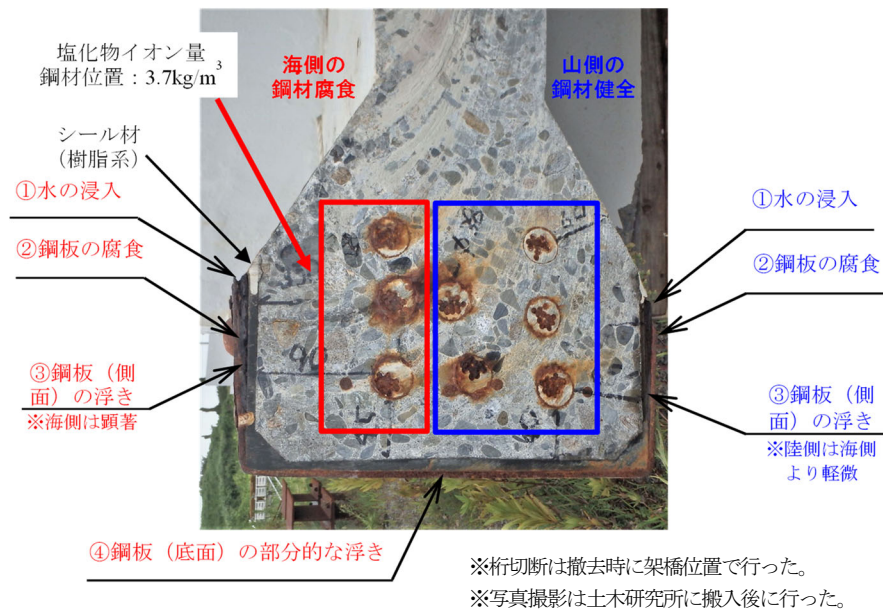 塩化物イオン量
鋼材位置：3.7kg/m³
海側の
鋼材腐食
山側の
鋼材健全
シール材
（樹脂系）
①水の浸入
②鋼板の腐食
③鋼板（側
面）の浮き
※海側は顕著
①水の浸入
②鋼板の腐食
③鋼板（側
面）の浮き
※陸側は海側
より軽微
④鋼板（底面）の部分的な浮き
※桁切断は撤去時に架橋位置で行った。
※写真撮影は土木研究所に搬入後に行った。